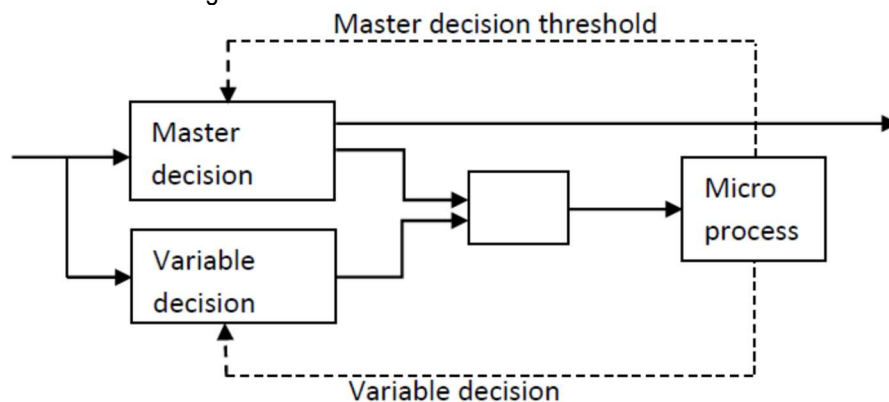 Master decision threshold
Master
decision
Micro
process
Variable
decision
Variable decision